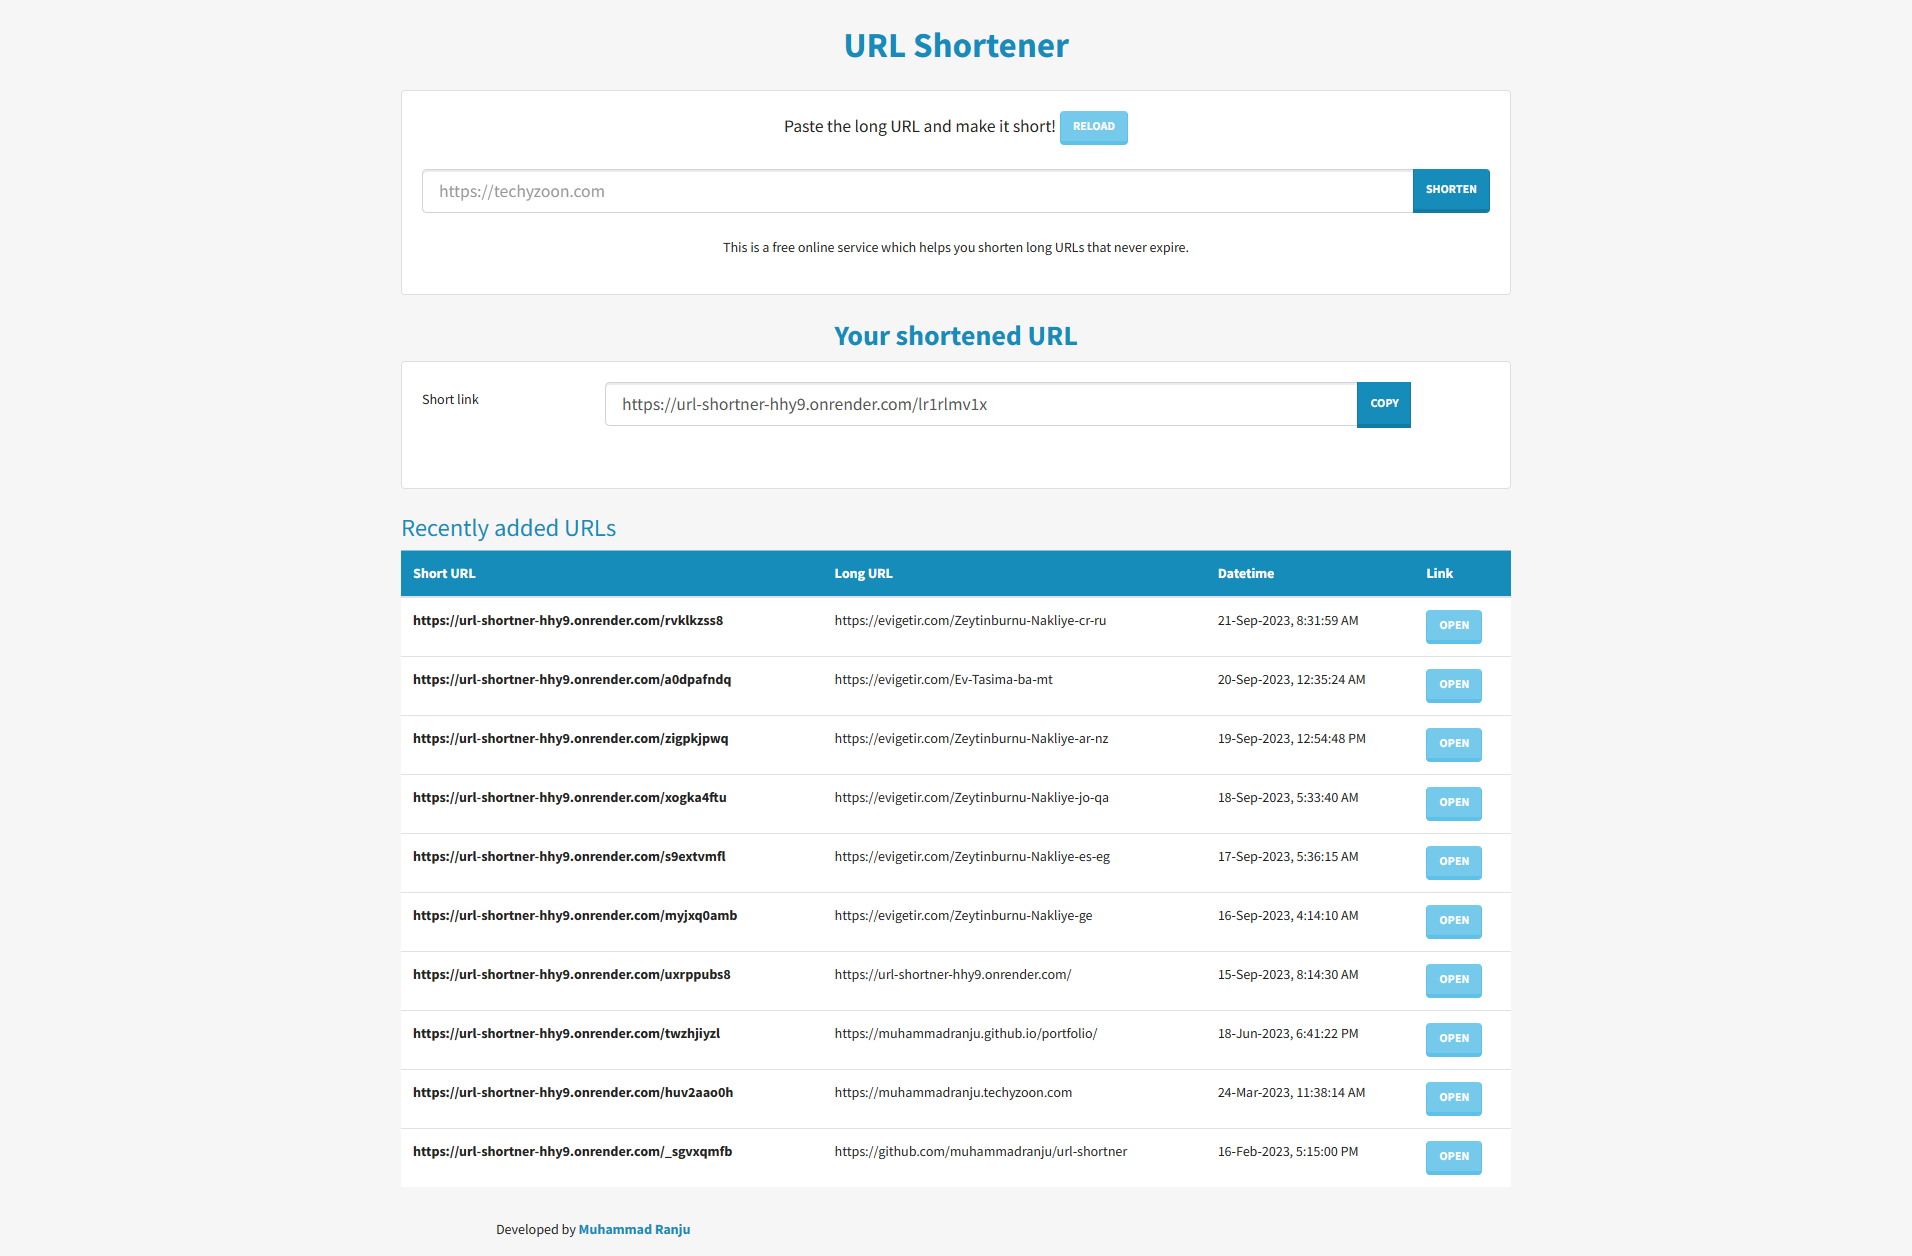 URL Shortener
Paste the long URL and make it short! RELOAD
https://techyzoon.com SHORTEN
This is a free online service which helps you shorten long URLs that never expire.
Your shortened URL
Short link https://url-shortner-hhy9.onrender.com/lr1rlmv1x COPY
Recently added URLs
Short URL Long URL Datetime Link
https://url-shortner-hhy9.onrender.com/rvklkzss8 https://evigetir.com/Zeytinburnu-Nakliye-cr-ru 21-Sep-2023, 8:31:59 AM OPEN
https://url-shortner-hhy9.onrender.com/a0dpafndq https://evigetir.com/Ev-Tasima-ba-mt 20-Sep-2023, 12:35:24 AM OPEN
https://url-shortner-hhy9.onrender.com/zigpkjpwq https://evigetir.com/Zeytinburnu-Nakliye-ar-nz 19-Sep-2023, 12:54:48 PM OPEN
https://url-shortner-hhy9.onrender.com/xogka4ftu https://evigetir.com/Zeytinburnu-Nakliye-jo-qa 18-Sep-2023, 5:33:40 AM OPEN
https://url-shortner-hhy9.onrender.com/s9extvmfl https://evigetir.com/Zeytinburnu-Nakliye-es-eg 17-Sep-2023, 5:36:15 AM OPEN
https://url-shortner-hhy9.onrender.com/myjxq0amb https://evigetir.com/Zeytinburnu-Nakliye-ge 16-Sep-2023, 4:14:10 AM OPEN
https://url-shortner-hhy9.onrender.com/uxrppubs8 https://url-shortner-hhy9.onrender.com/ 15-Sep-2023, 8:14:30 AM OPEN
https://url-shortner-hhy9.onrender.com/twzhjiyzl https://muhammadranju.github.io/portfolio/ 18-Jun-2023, 6:41:22 PM OPEN
https://url-shortner-hhy9.onrender.com/huv2aao0h https://muhammadranju.techyzoon.com 24-Mar-2023, 11:38:14 AM OPEN
https://url-shortner-hhy9.onrender.com/_sgvxqmfb https://github.com/muhammadranju/url-shortner 16-Feb-2023, 5:15:00 PM OPEN
Developed by Muhammad Ranju